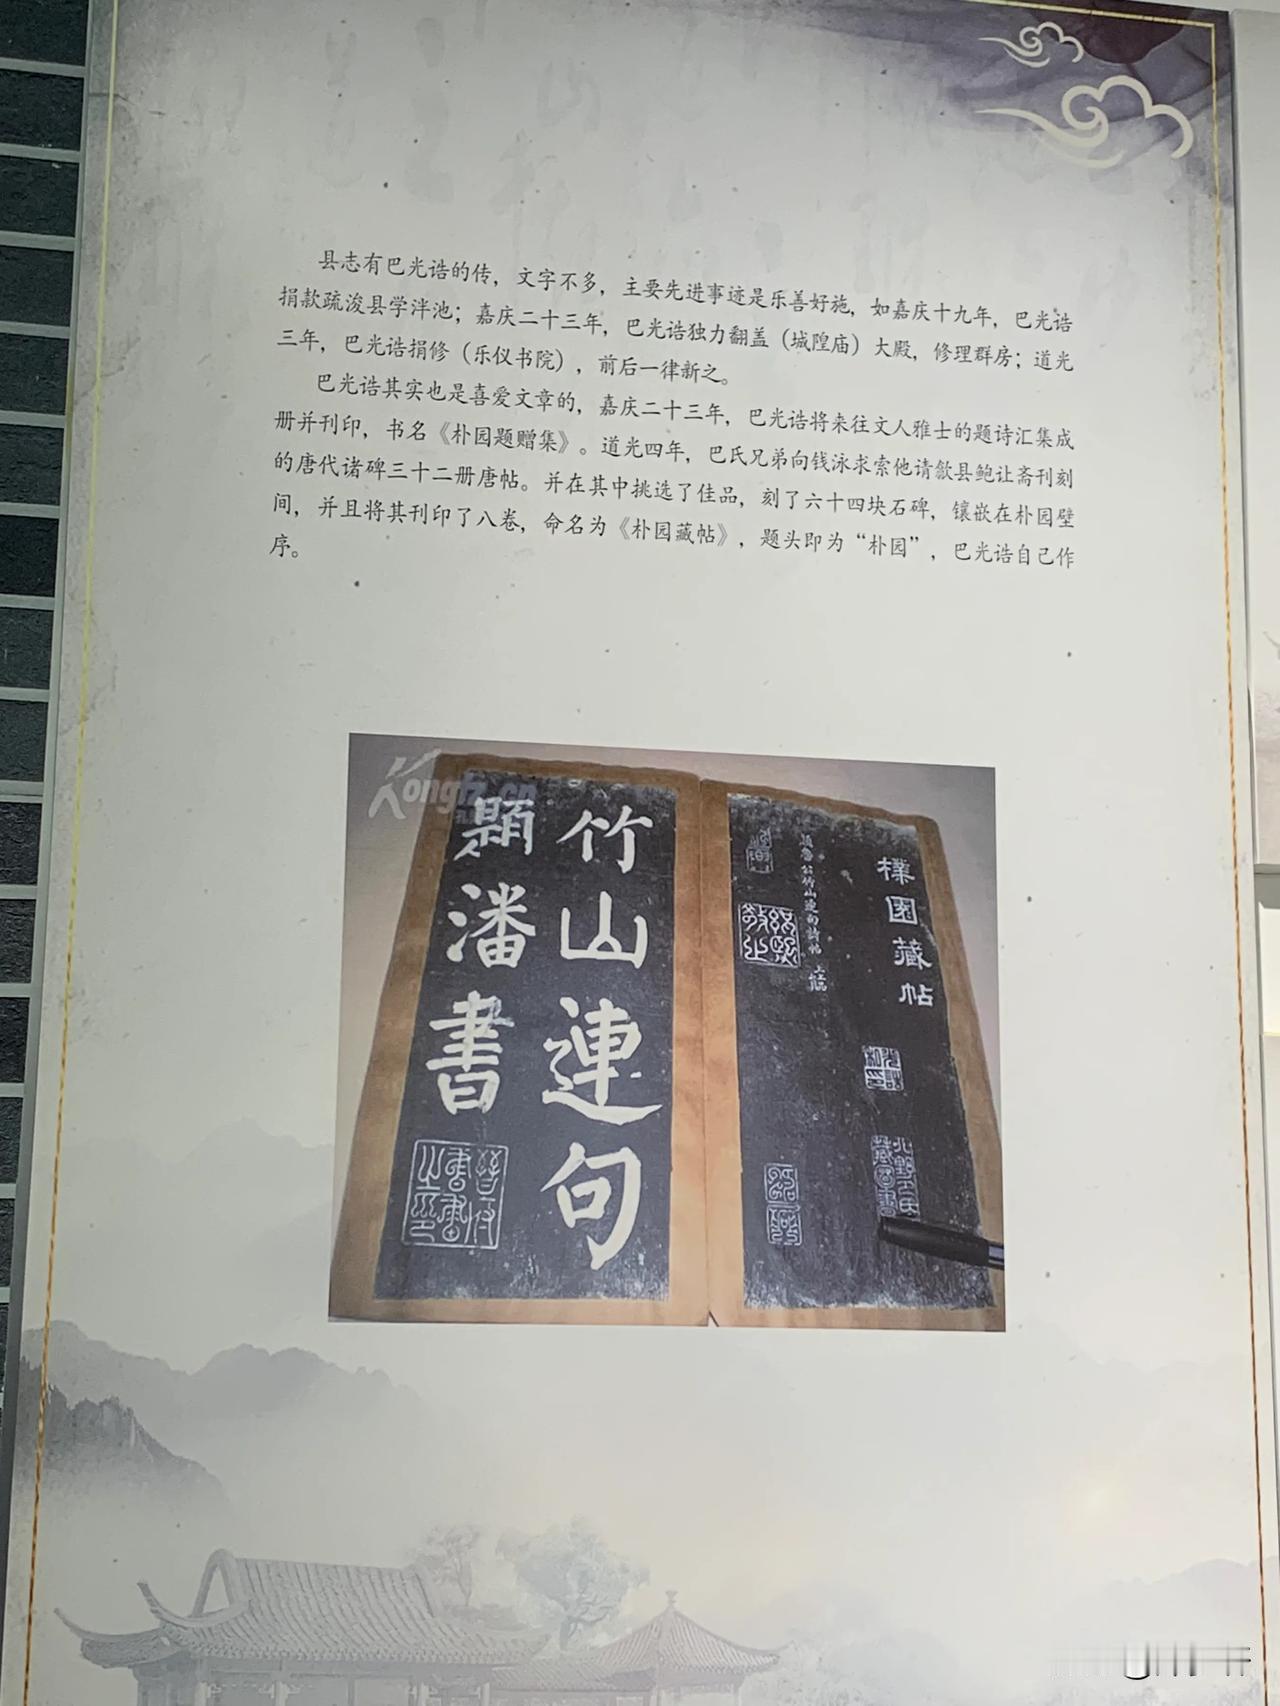 县志有巴光诰的传，文字不多，主要先进事迹是乐善好施，如嘉庆十九年，巴光诰
捐款疏浚县学泮池；嘉庆二十三年，巴光诰独力翻盖（城隍庙）大殿，修理群房；道光
三年，巴光诰捐修（乐仪书院），前后一律新之。
巴光诰其实也是喜爱文章的，嘉庆二十三年，巴光诰将来往文人雅士的题诗汇集成
册并刊印，书名《朴园题赠集》。道光四年，巴氏兄弟向钱泳求索他请歙县鲍让斋刊刻
的唐代诸碑三十二册唐帖。并在其中挑选了佳品，刻了六十四块石碑，镶嵌在朴园壁
间，并且将其刊印了八卷，命名为《朴园藏帖》，题头即为“朴园”，巴光诰自己作
序。
Kongfz.cn
樸園藏帖
顏魯公竹山連句詩帖
竹山連句
題潘書